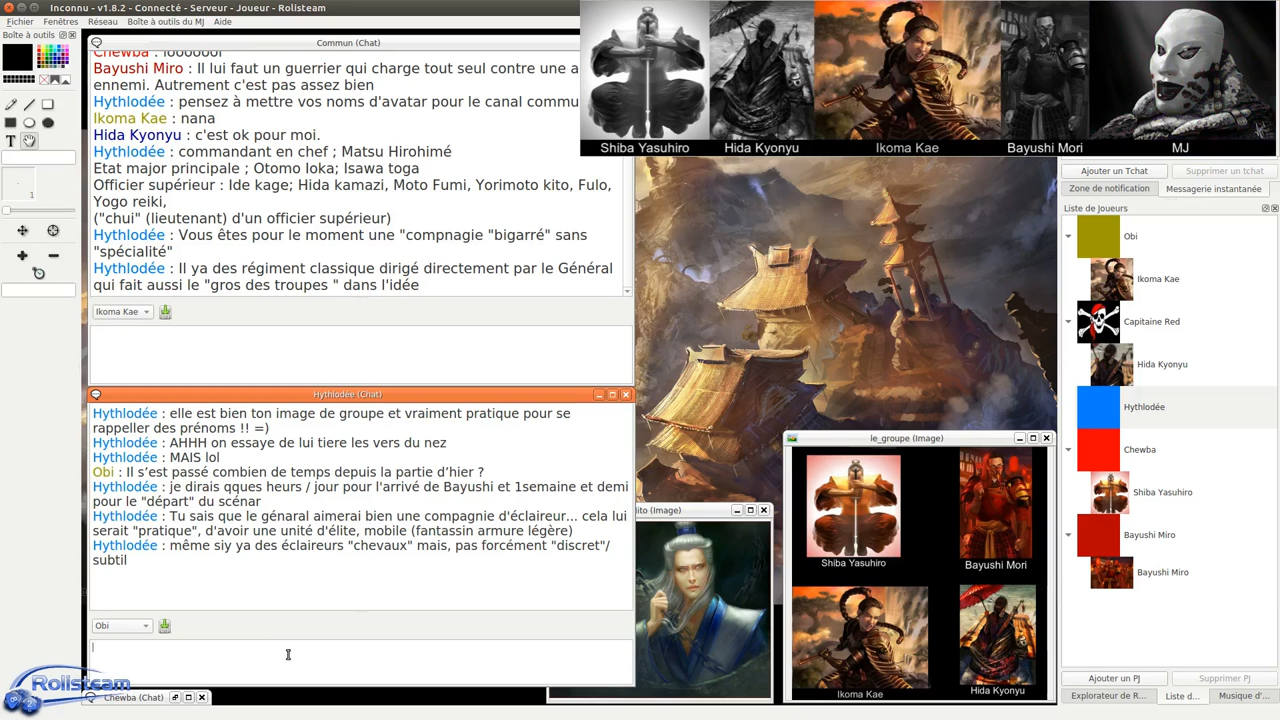 Inconnu - v1.8.2 - Connecté - Serveur - Joueur - Rolisteam
Fichier Fenêtres Réseau Boîte à outils du MJ Aide
Boîte à outils
1
Commun (Chat)
Bayushi Miro : Il lui faut un guerrier qui charge tout seul contre une a
ennemi. Autrement c'est pas assez bien
Hythlodée : pensez à mettre vos noms d'avatar pour le canal commu
Ikoma Kae : nana
Hida Kyonyu : c'est ok pour moi.
Hythlodée : commandant en chef ; Matsu Hirohimé
Etat major principale ; Otomo loka; Isawa toga
Officier supérieur : Ide kage; Hida kamazi, Moto Fumi, Yorimoto kito, Fulo,
Yogo reiki,
("chui" (lieutenant) d'un officier supérieur)
Hythlodée : Vous êtes pour le moment une "compnagie "bigarré" sans
"spécialité"
Hythlodée : Il ya des régiment classique dirigé directement par le Général
qui fait aussi le "gros des troupes " dans l'idée
Ikoma Kae
Hythlodée (Chat)
Hythlodée : elle est bien ton image de groupe et vraiment pratique pour se
rappeller des prénoms !! =)
Hythlodée : AHHH on essaye de lui tiere les vers du nez
Hythlodée : MAIS lol
Obi : Il s'est passé combien de temps depuis la partie d'hier ?
Hythlodée : je dirais qques heurs / jour pour l'arrivé de Bayushi et 1semaine et demi
pour le "départ" du scénar
Hythlodée : Tu sais que le génaral aimerai bien une compagnie d'éclaireur... cela lui
serait "pratique", d'avoir une unité d'élite, mobile (fantassin armure légère)
Hythlodée : même siy ya des éclaireurs "chevaux" mais, pas forcément "discret"/
subtil
Obi
Rolisteam
Chewba (Chat)
Shiba Yasuhiro
Hida Kyonyu
Ikoma Kae
Bayushi Mori
MJ
lito (Image)
le_groupe (Image)
Shiba Yasuhiro
Bayushi Mori
Ikoma Kae
Hida Kyonyu
Ajouter un Tchat Supprimer un tchat
Zone de notification Messagerie instantanée
Liste de Joueurs
Obi
Ikoma Kae
Capitaine Red
Hida Kyonyu
Hythlodée
Chewba
Shiba Yasuhiro
Bayushi Miro
Bayushi Miro
Ajouter un PJ Supprimer PJ
Explorateur de R... Liste d... Musique d'...